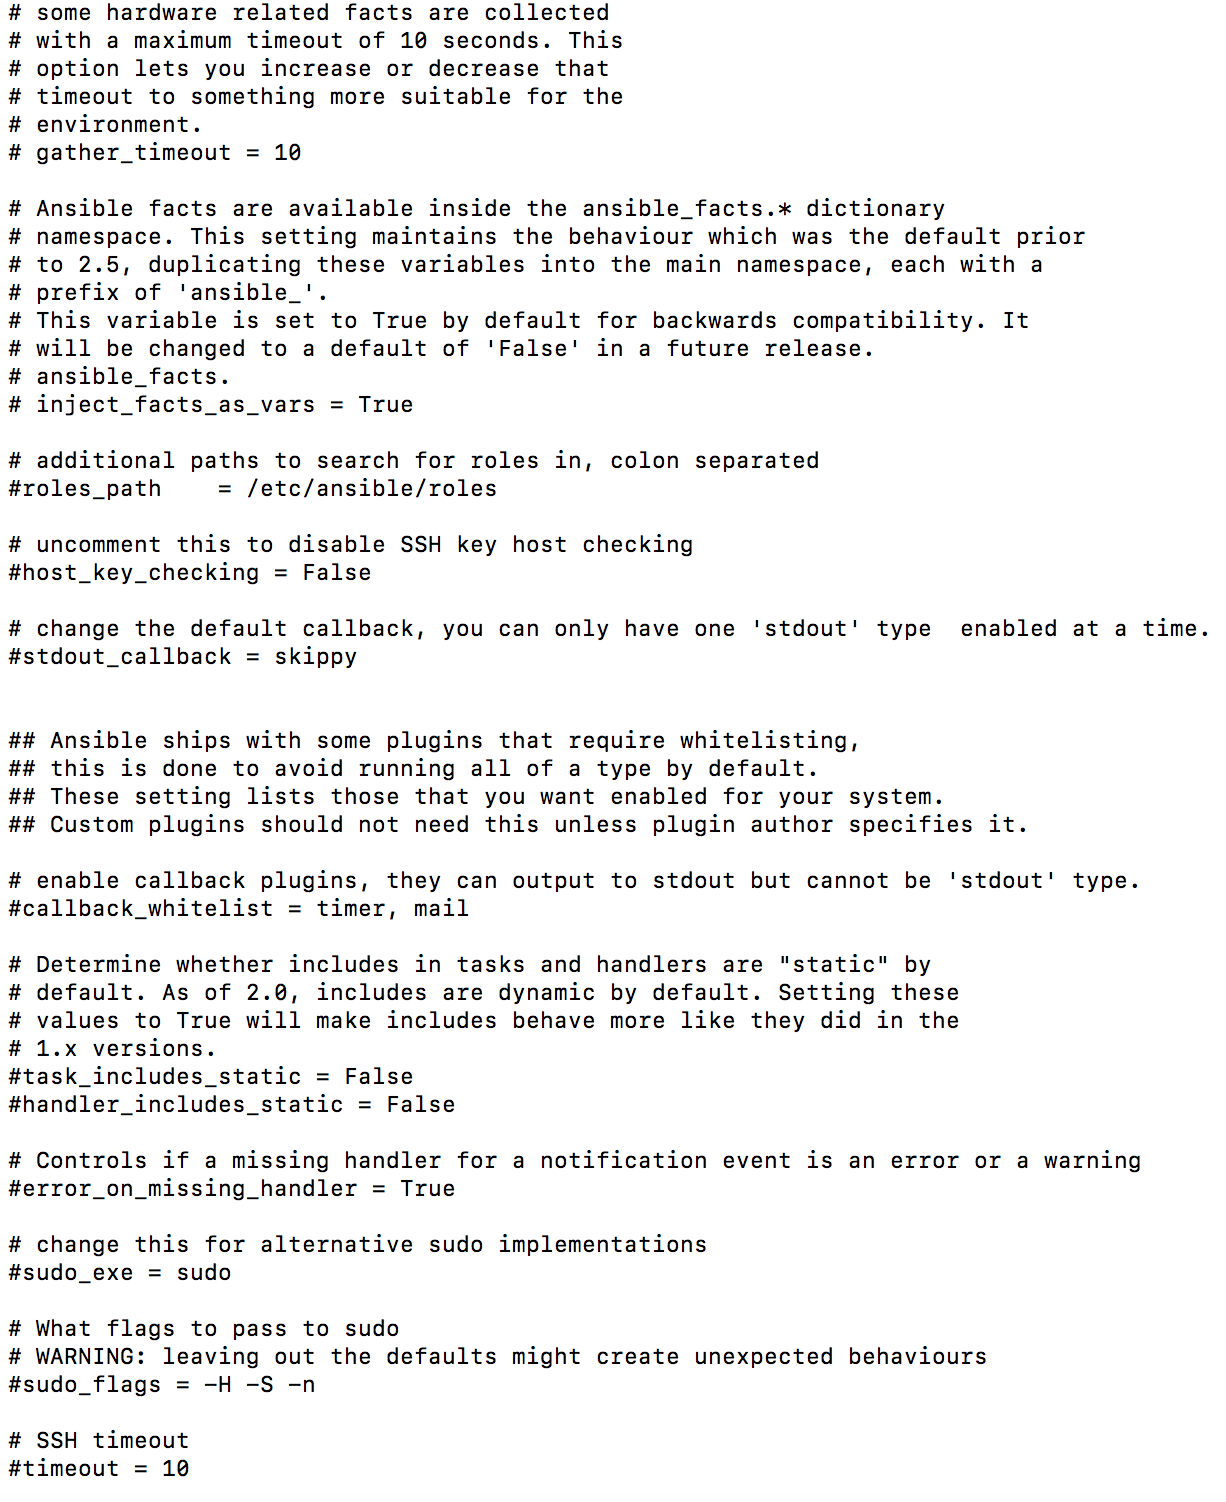 # some hardware related facts are collected
# with a maximum timeout of 10 seconds. This
# option lets you increase or decrease that
# timeout to something more suitable for the
# environment.
# gather_timeout = 10

# Ansible facts are available inside the ansible_facts.* dictionary
# namespace. This setting maintains the behaviour which was the default prior
# to 2.5, duplicating these variables into the main namespace, each with a
# prefix of 'ansible_'.
# This variable is set to True by default for backwards compatibility. It
# will be changed to a default of 'False' in a future release.
# ansible_facts.
# inject_facts_as_vars = True

# additional paths to search for roles in, colon separated
#roles_path    = /etc/ansible/roles

# uncomment this to disable SSH key host checking
#host_key_checking = False

# change the default callback, you can only have one 'stdout' type  enabled at a time.
#stdout_callback = skippy


## Ansible ships with some plugins that require whitelisting,
## this is done to avoid running all of a type by default.
## These setting lists those that you want enabled for your system.
## Custom plugins should not need this unless plugin author specifies it.

# enable callback plugins, they can output to stdout but cannot be 'stdout' type.
#callback_whitelist = timer, mail

# Determine whether includes in tasks and handlers are "static" by
# default. As of 2.0, includes are dynamic by default. Setting these
# values to True will make includes behave more like they did in the
# 1.x versions.
#task_includes_static = False
#handler_includes_static = False

# Controls if a missing handler for a notification event is an error or a warning
#error_on_missing_handler = True

# change this for alternative sudo implementations
#sudo_exe = sudo

# What flags to pass to sudo
# WARNING: leaving out the defaults might create unexpected behaviours
#sudo_flags = -H -S -n

# SSH timeout
#timeout = 10